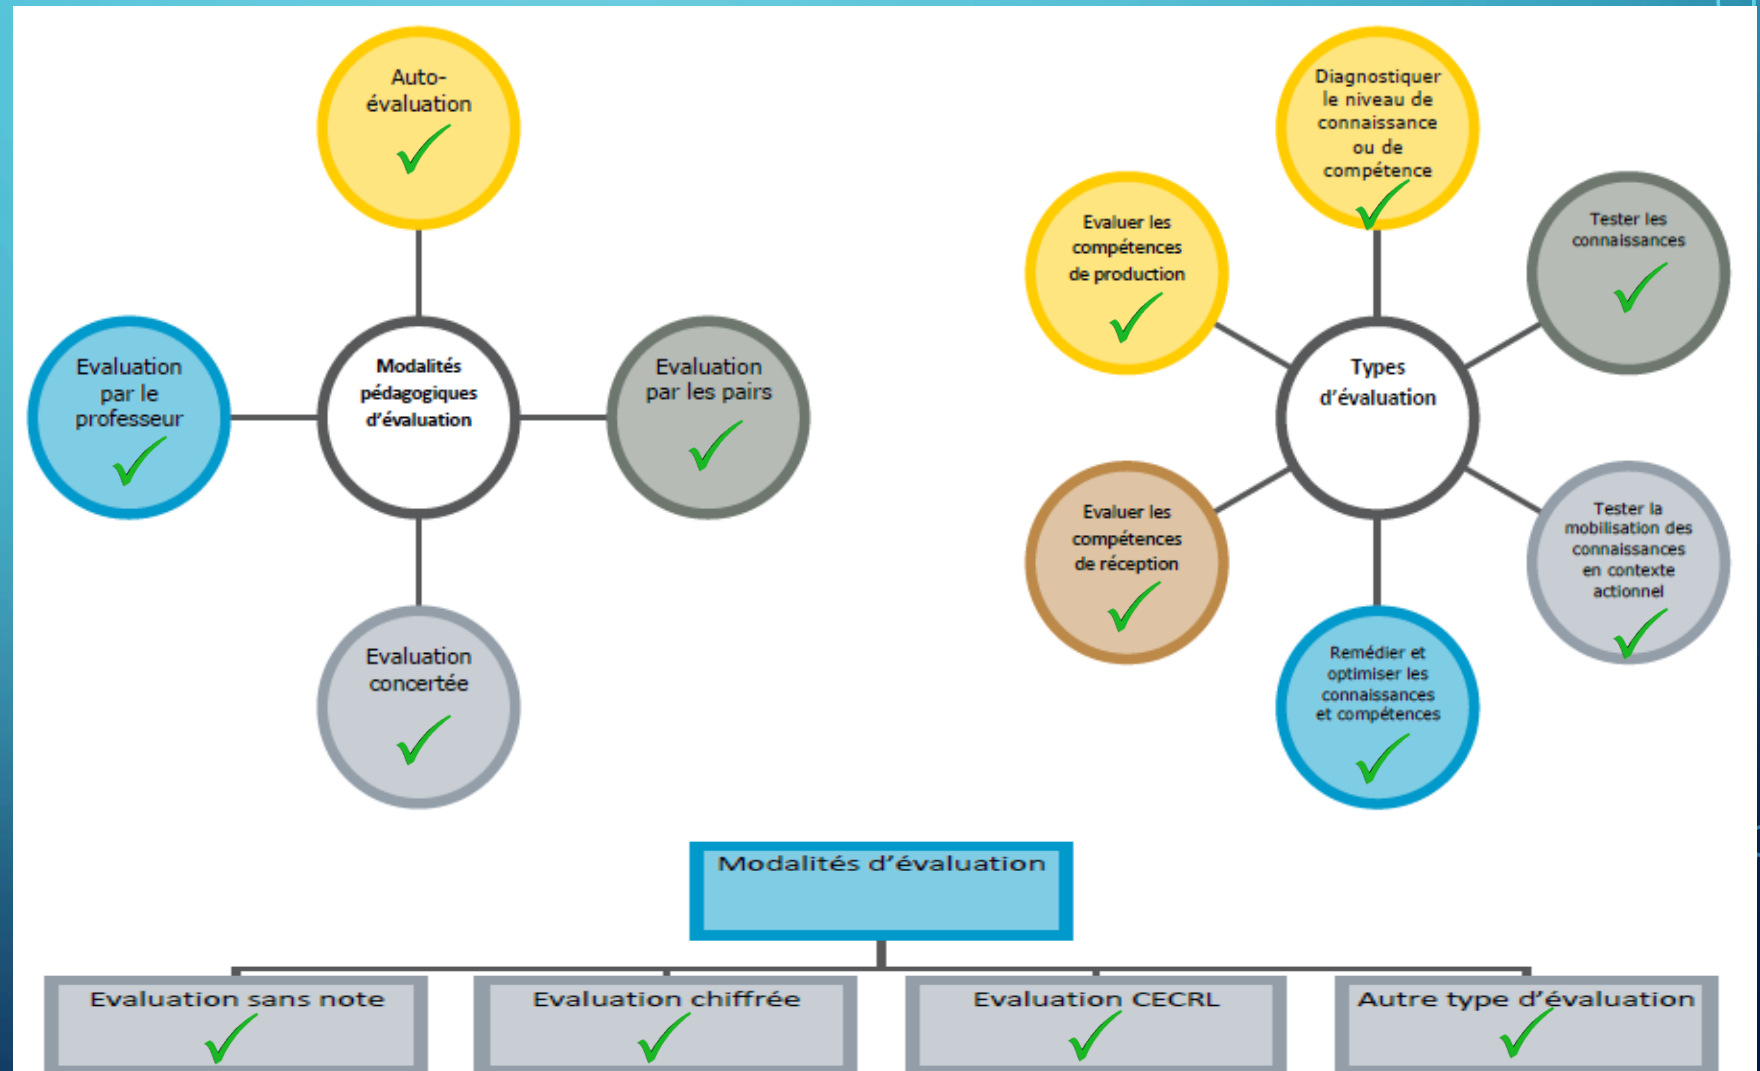 Auto-
évaluation
Evaluation
par le
professeur
Modalités
pédagogiques
d'évaluation
Evaluation
par les pairs
Evaluation
concertée
Diagnostiquer
le niveau de
connaissance
ou de
compétence
Evaluer les
compétences
de production
Tester les
connaissances
Types
d'évaluation
Evaluer les
compétences
de réception
Tester la
mobilisation des
connaissances
en contexte
actionnel
Remédier et
optimiser les
connaissances
et compétences
Modalités d'évaluation
Evaluation sans note
Evaluation chiffrée
Evaluation CECRL
Autre type d'évaluation